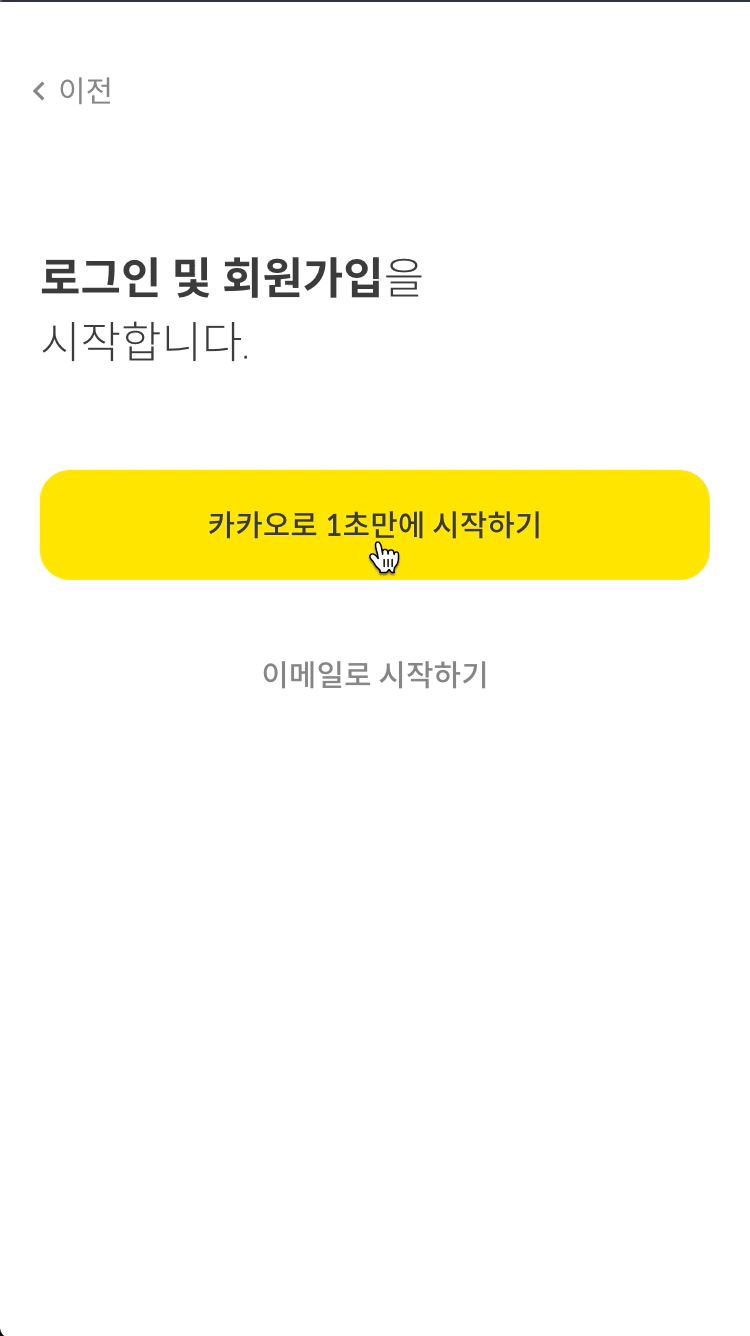 이전
로그인 및 회원가입을
시작합니다.
카카오로 1초만에 시작하기
이메일로 시작하기